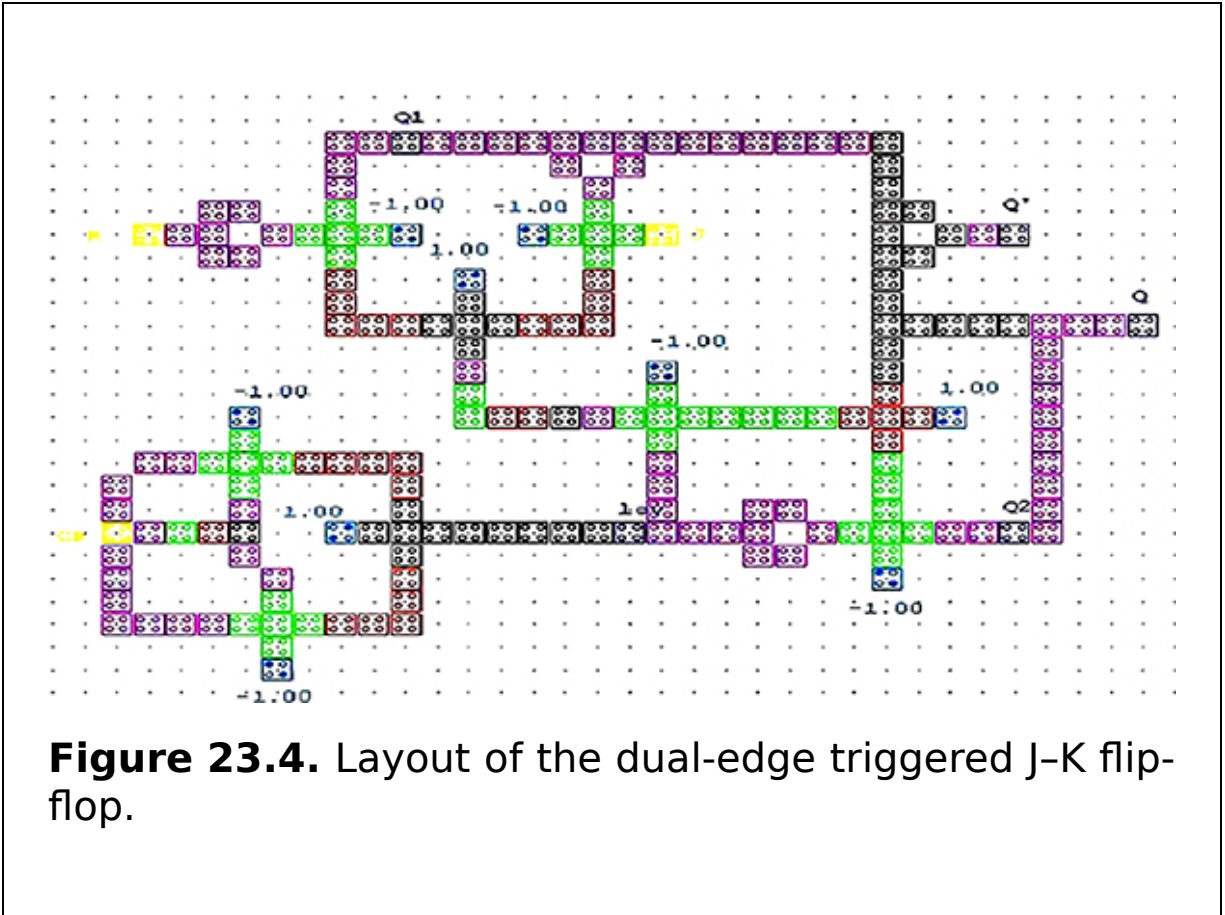 Q1
-1.00 -1.00 Q'
K J
1.00
Q
-1.00
-1.00 1.00
1.00 Q2
-1.00
-1.00
Figure 23.4. Layout of the dual-edge triggered J–K flip-
flop.